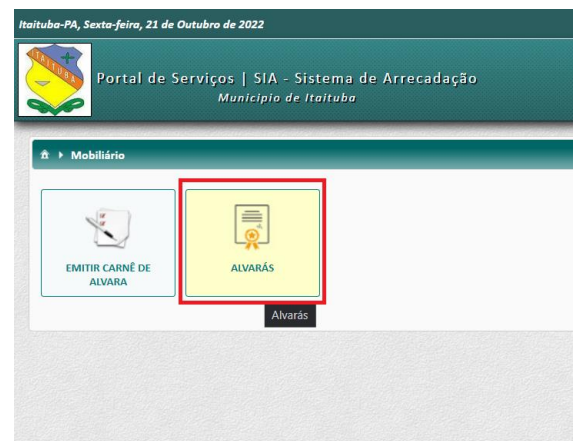 Itaituba-PA, Sexta-feira, 21 de Outubro de 2022
ITAITUBA
Portal de Serviços | SIA - Sistema de Arrecadação
Município de Itaituba
Mobiliário
EMITIR CARNÊ DE
ALVARA
ALVARÁS
Alvarás